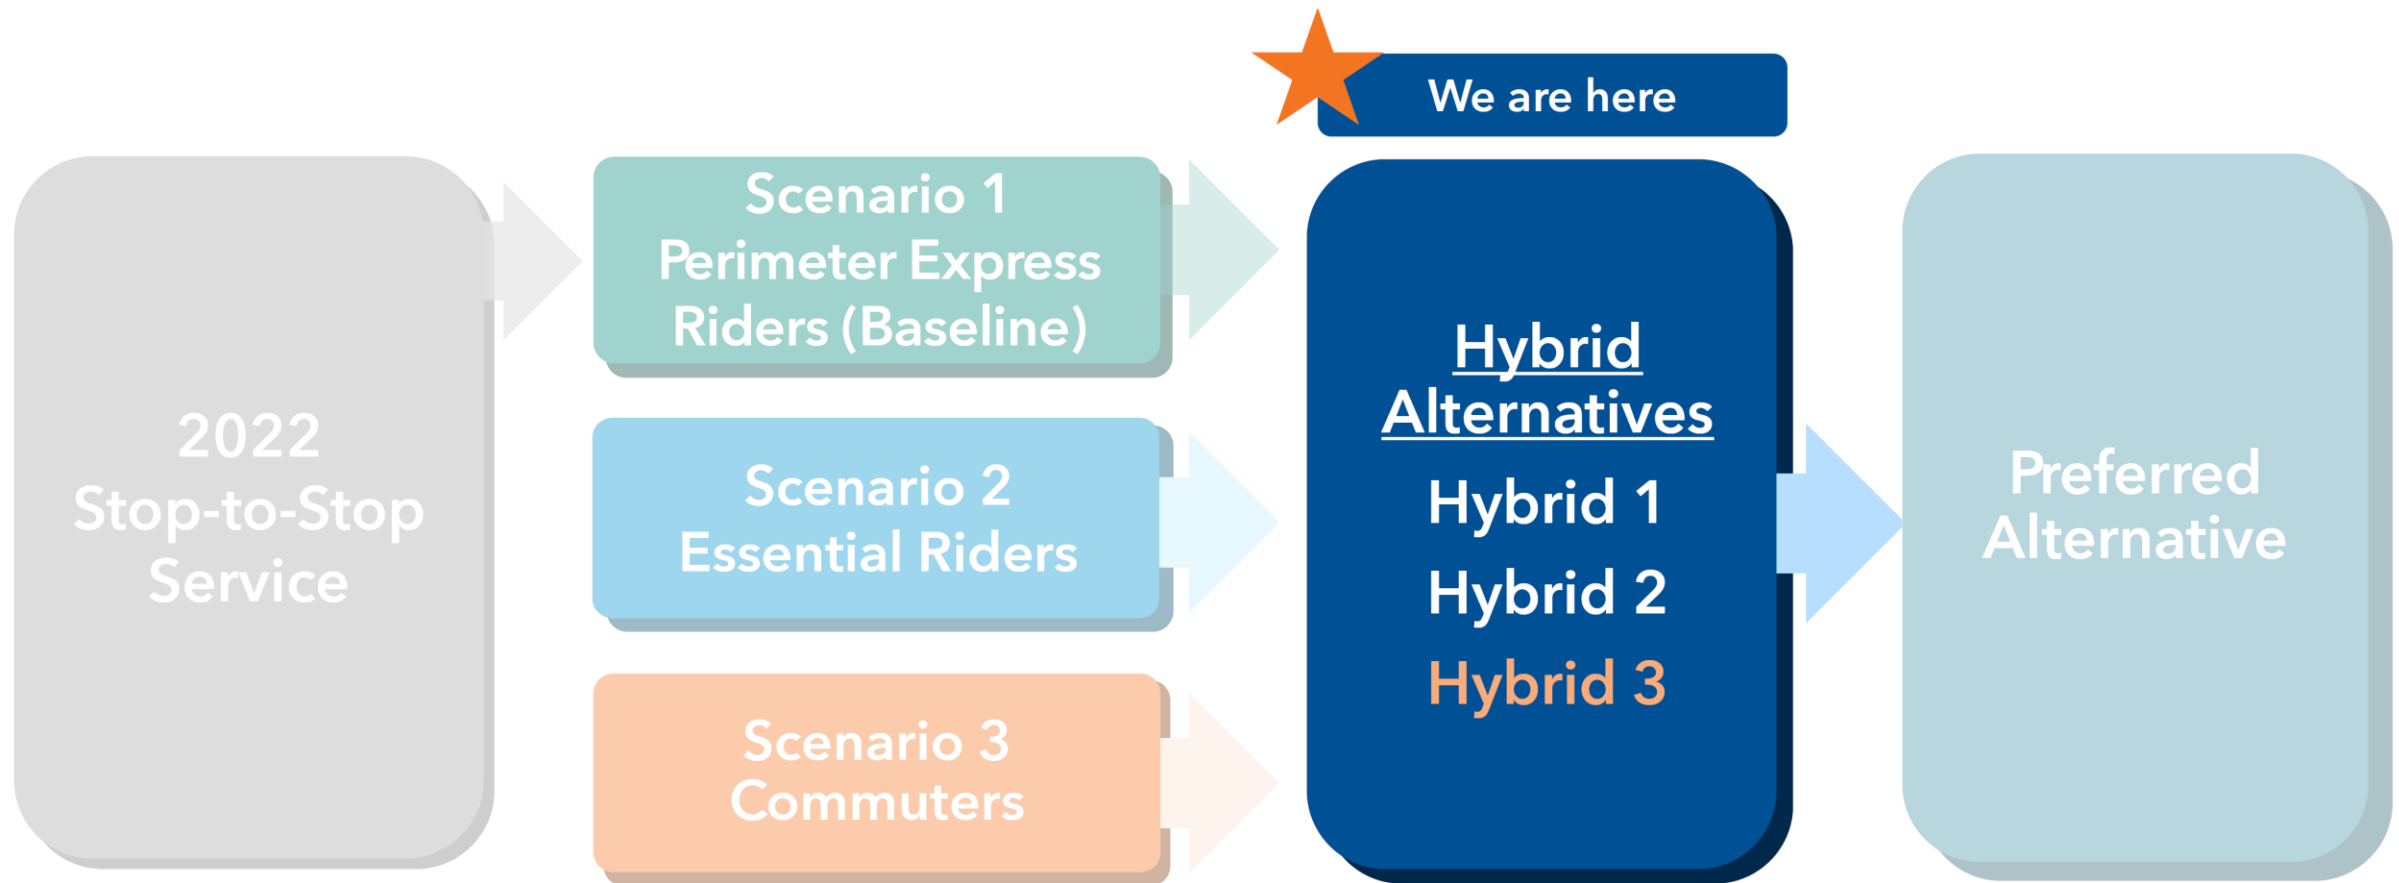 We are here
2022
Stop-to-Stop
Service
Scenario 1
Perimeter Express
Riders (Baseline)
Scenario 2
Essential Riders
Scenario 3
Commuters
Hybrid
Alternatives
Hybrid 1
Hybrid 2
Hybrid 3
Preferred
Alternative